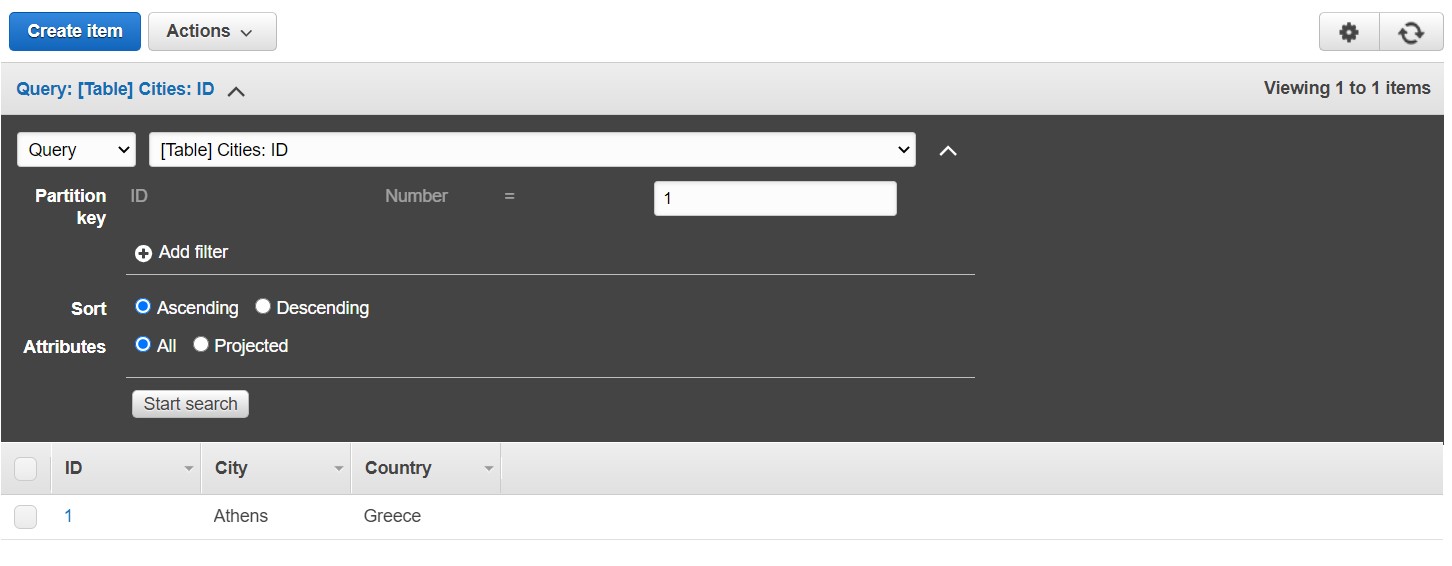 Create item Actions
Query: [Table] Cities: ID Viewing 1 to 1 items
Query [Table] Cities: ID
Partition key ID Number = 1
Add filter
Sort Ascending Descending
Attributes All Projected
Start search
ID City Country
1 Athens Greece